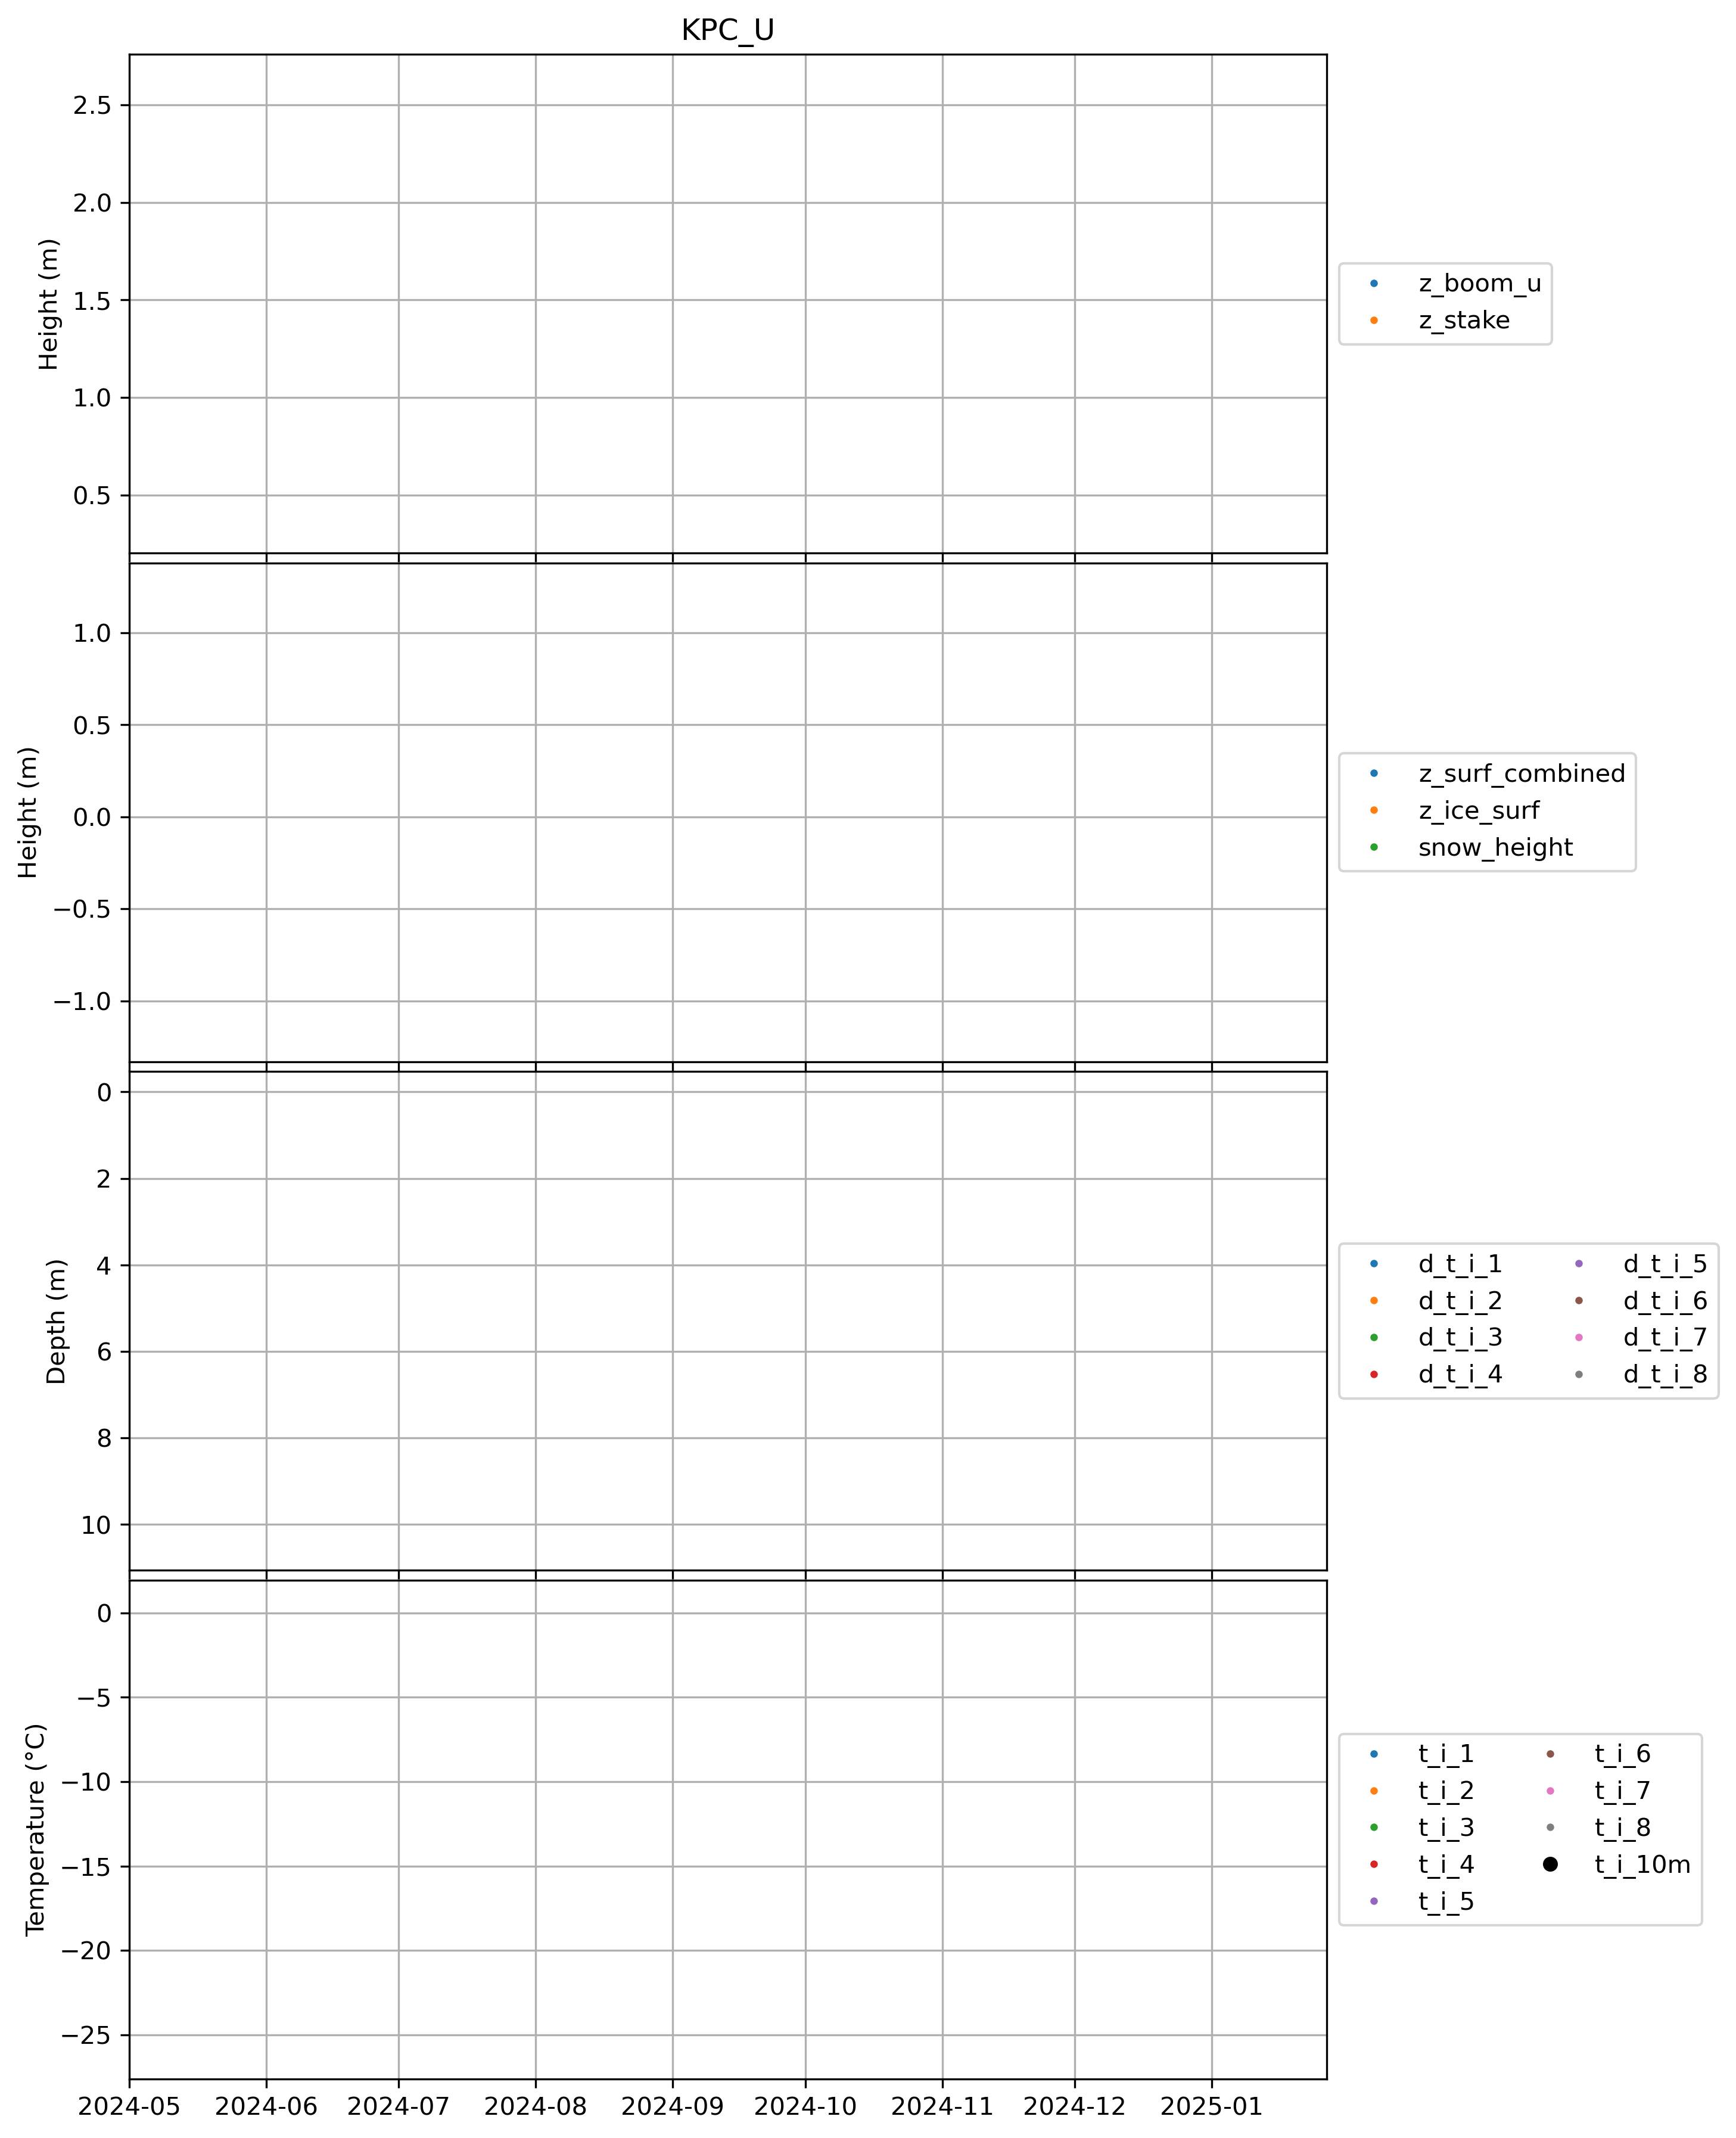 KPC_U
2.5
2.0
1.5
1.0
0.5
Height (m)
z_boom_u
z_stake
1.0
0.5
0.0
−0.5
−1.0
Height (m)
z_surf_combined
z_ice_surf
snow_height
0
2
4
6
8
10
Depth (m)
d_t_i_1
d_t_i_2
d_t_i_3
d_t_i_4
d_t_i_5
d_t_i_6
d_t_i_7
d_t_i_8
0
−5
−10
−15
−20
−25
Temperature (°C)
t_i_1
t_i_2
t_i_3
t_i_4
t_i_5
t_i_6
t_i_7
t_i_8
t_i_10m
2024-05 2024-06 2024-07 2024-08 2024-09 2024-10 2024-11 2024-12 2025-01